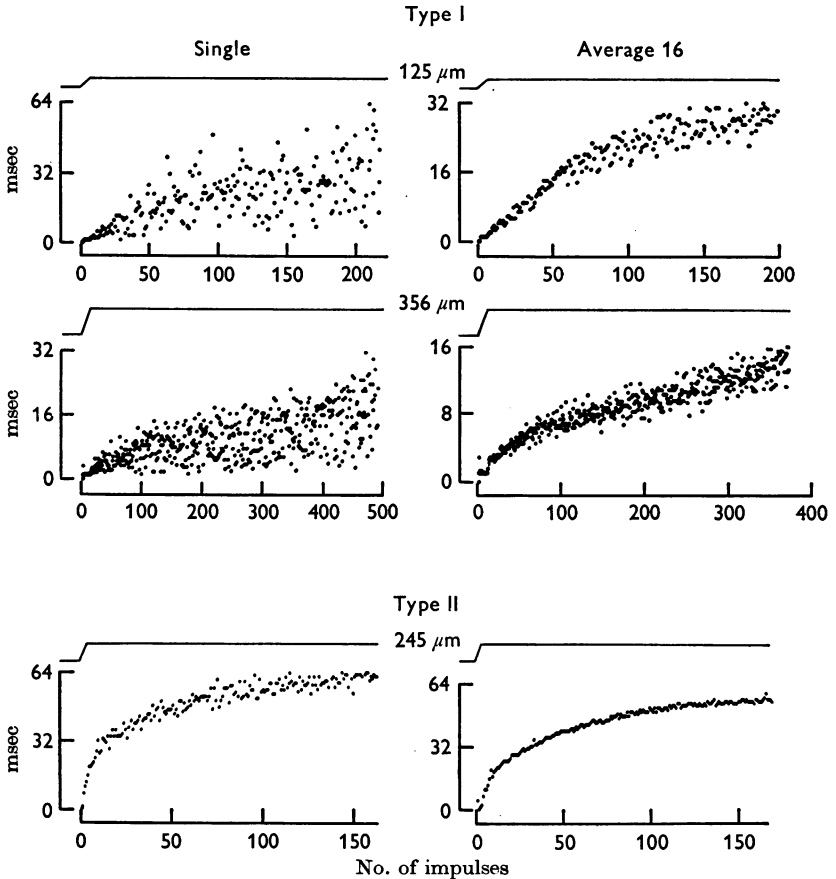 Type I
Single
Average 16
125 μm
64
32
0
msec
0 50 100 150 200
32
16
0
0 50 100 150 200
356 μm
32
16
0
msec
0 100 200 300 400 500
16
8
0
0 100 200 300 400
Type II
245 μm
64
32
0
msec
0 50 100 150
64
32
0
0 50 100 150
No. of impulses